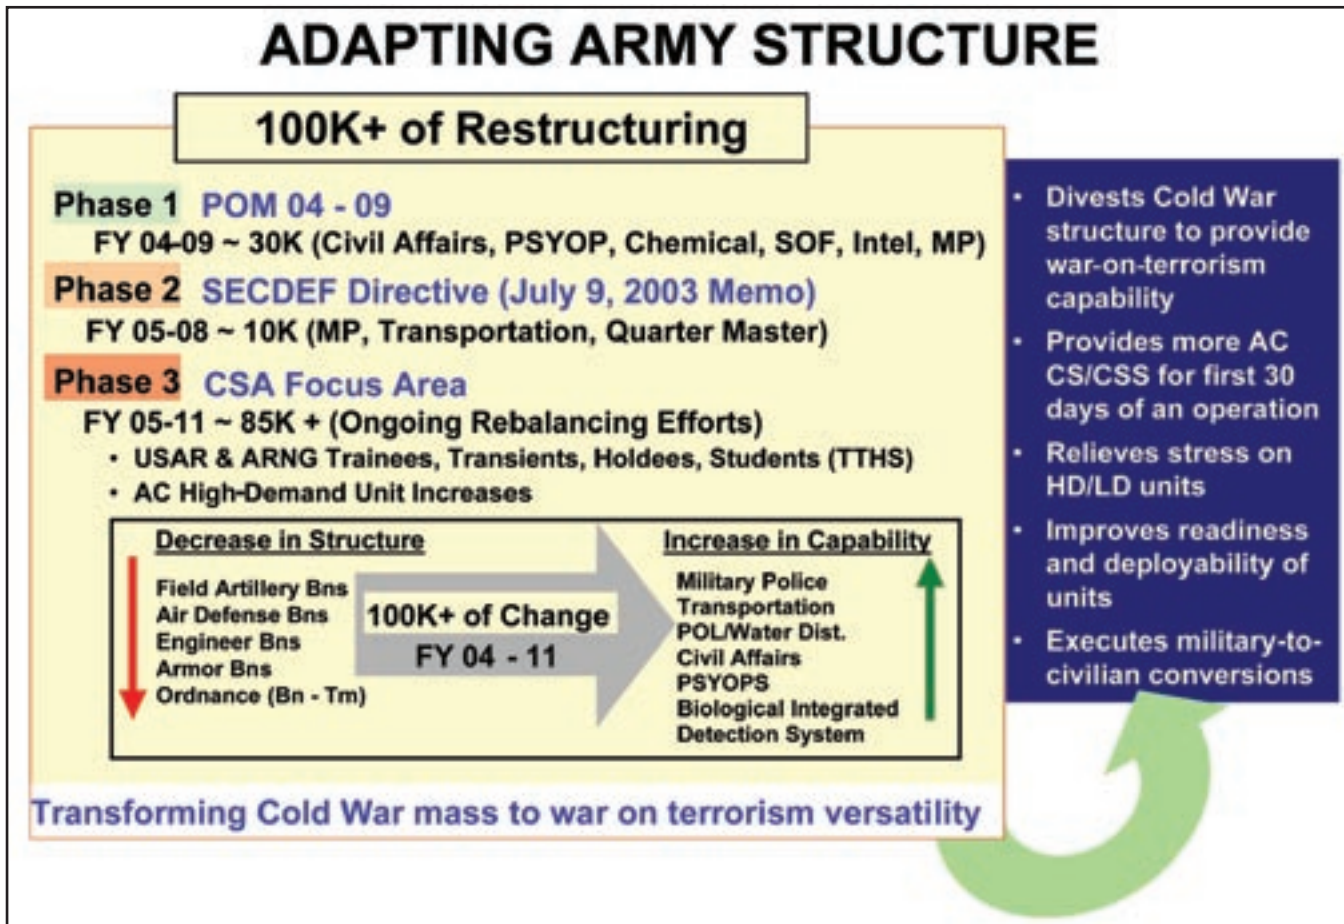 ADAPTING ARMY STRUCTURE
100K+ of Restructuring
Phase 1 POM 04 - 09
FY 04-09 ~ 30K (Civil Affairs, PSYOP, Chemical, SOF, Intel, MP)
Phase 2 SECDEF Directive (July 9, 2003 Memo)
FY 05-08 ~ 10K (MP, Transportation, Quarter Master)
Phase 3 CSA Focus Area
FY 05-11 ~ 85K + (Ongoing Rebalancing Efforts)
• USAR & ARNG Trainees, Transients, Holdees, Students (TTHS)
• AC High-Demand Unit Increases
Decrease in Structure
Field Artillery Bns
Air Defense Bns
Engineer Bns
Armor Bns
Ordnance (Bn - Tm)
100K+ of Change
FY 04 - 11
Increase in Capability
Military Police
Transportation
POL/Water Dist.
Civil Affairs
PSYOPS
Biological Integrated
Detection System
Transforming Cold War mass to war on terrorism versatility
• Divests Cold War
structure to provide
war-on-terrorism
capability
• Provides more AC
CS/CSS for first 30
days of an operation
• Relieves stress on
HD/LD units
• Improves readiness
and deployability of
units
• Executes military-to-
civilian conversions